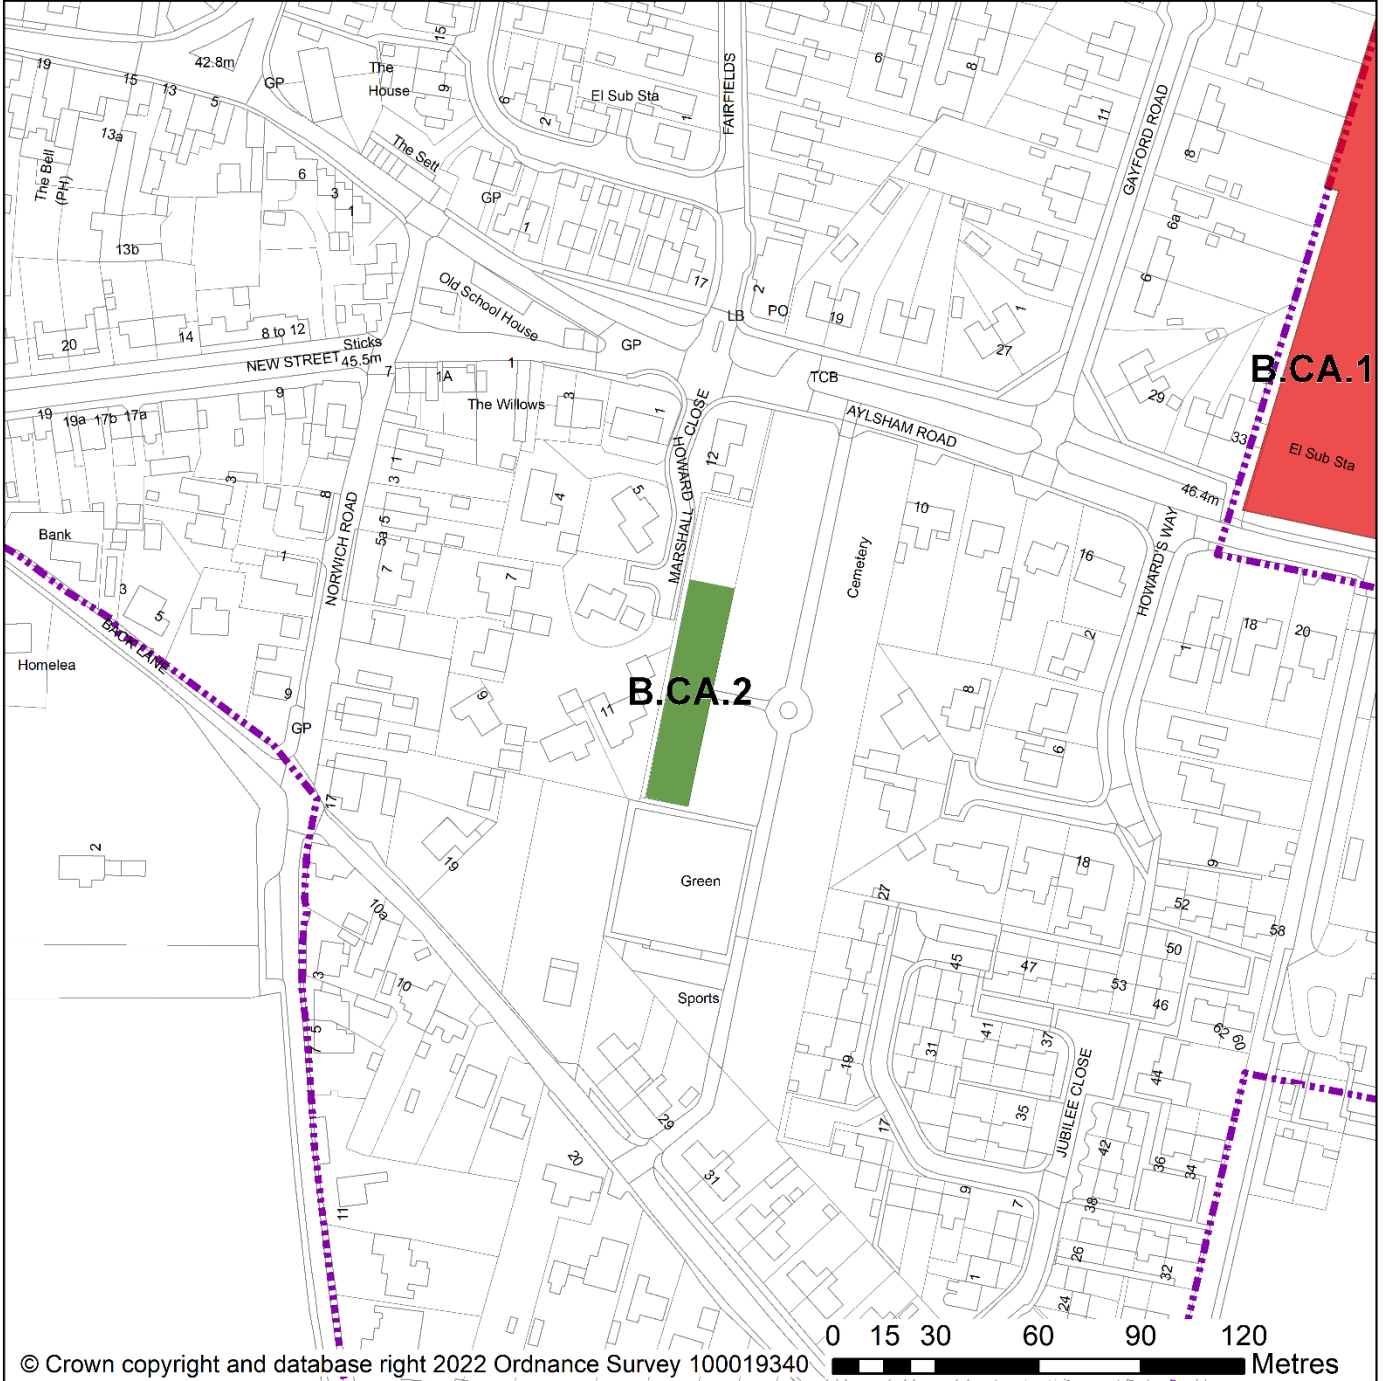 15
19
42.8m
15
13
5
GP
The
House
9
6
2
El Sub Sta
1
FAIRFIELDS
6
8
11
GAYFORD ROAD
8
13a
The Bell
(PH)
The Sett
6
3
1
GP
1
6a
13b
6
17
2
Old School House
LB
PO
19
1
20
14
8 to 12
Sticks
NEW STREET
45.5m
GP
27
B.CA.1
7
1A
1
TCB
9
The Willows
3
1
MARSHALL HOWARD CLOSE
AYLSHAM ROAD
29
19
19a
17b
17a
33
El Sub Sta
12
3
1
3
8
4
5
46.4m
10
5
5a
Bank
NORWICH ROAD
1
7
7
Cemetery
16
HOWARD'S WAY
3
5
BACK LANE
2
1
18
20
Homelea
9
9
B.CA.2
11
8
GP
6
17
2
19
18
9
Green
27
52
10a
58
3
10
45
47
50
53
46
Sports
5
7
41
37
62
60
31
19
44
JUBILEE CLOSE
35
29
17
42
20
31
36
34
9
7
38
11
26
32
1
24
0 15 30 60 90 120
Metres
© Crown copyright and database right 2022 Ordnance Survey 100019340